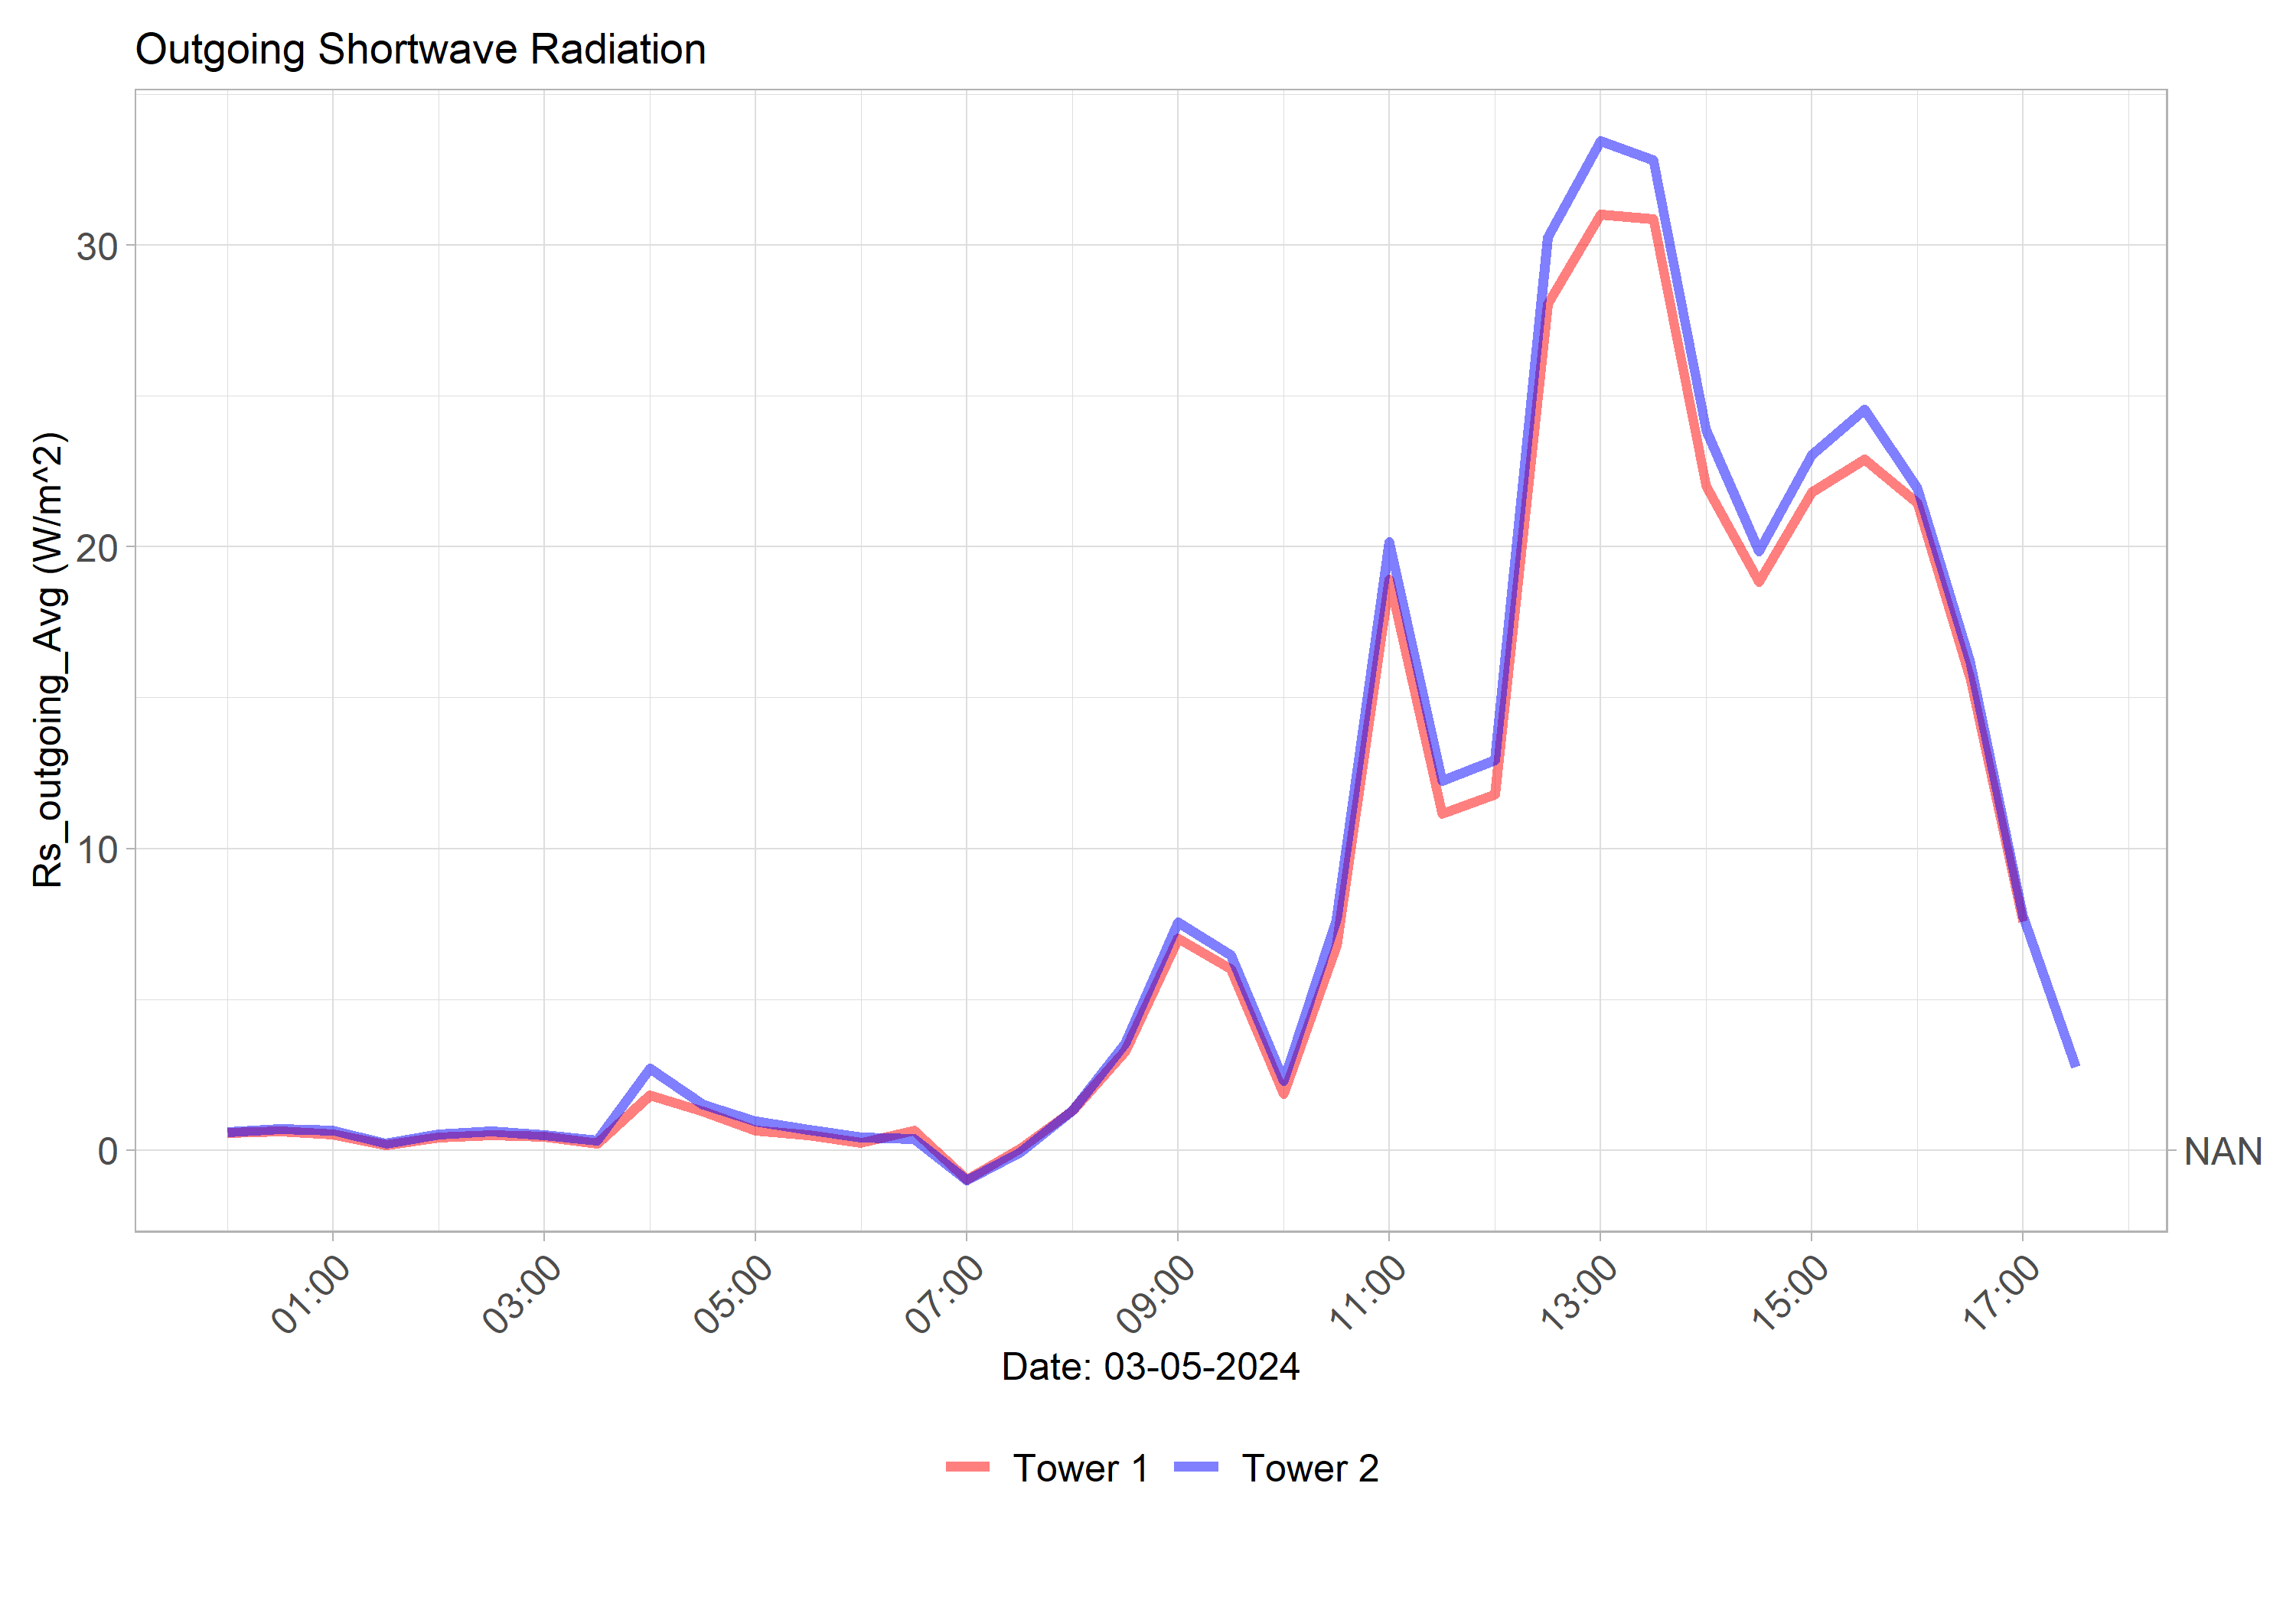 Outgoing Shortwave Radiation
Rs_outgoing_Avg (W/m^2)
30
20
10
0
NAN
01:00
03:00
05:00
07:00
09:00
11:00
13:00
15:00
17:00
Date: 03-05-2024
Tower 1
Tower 2